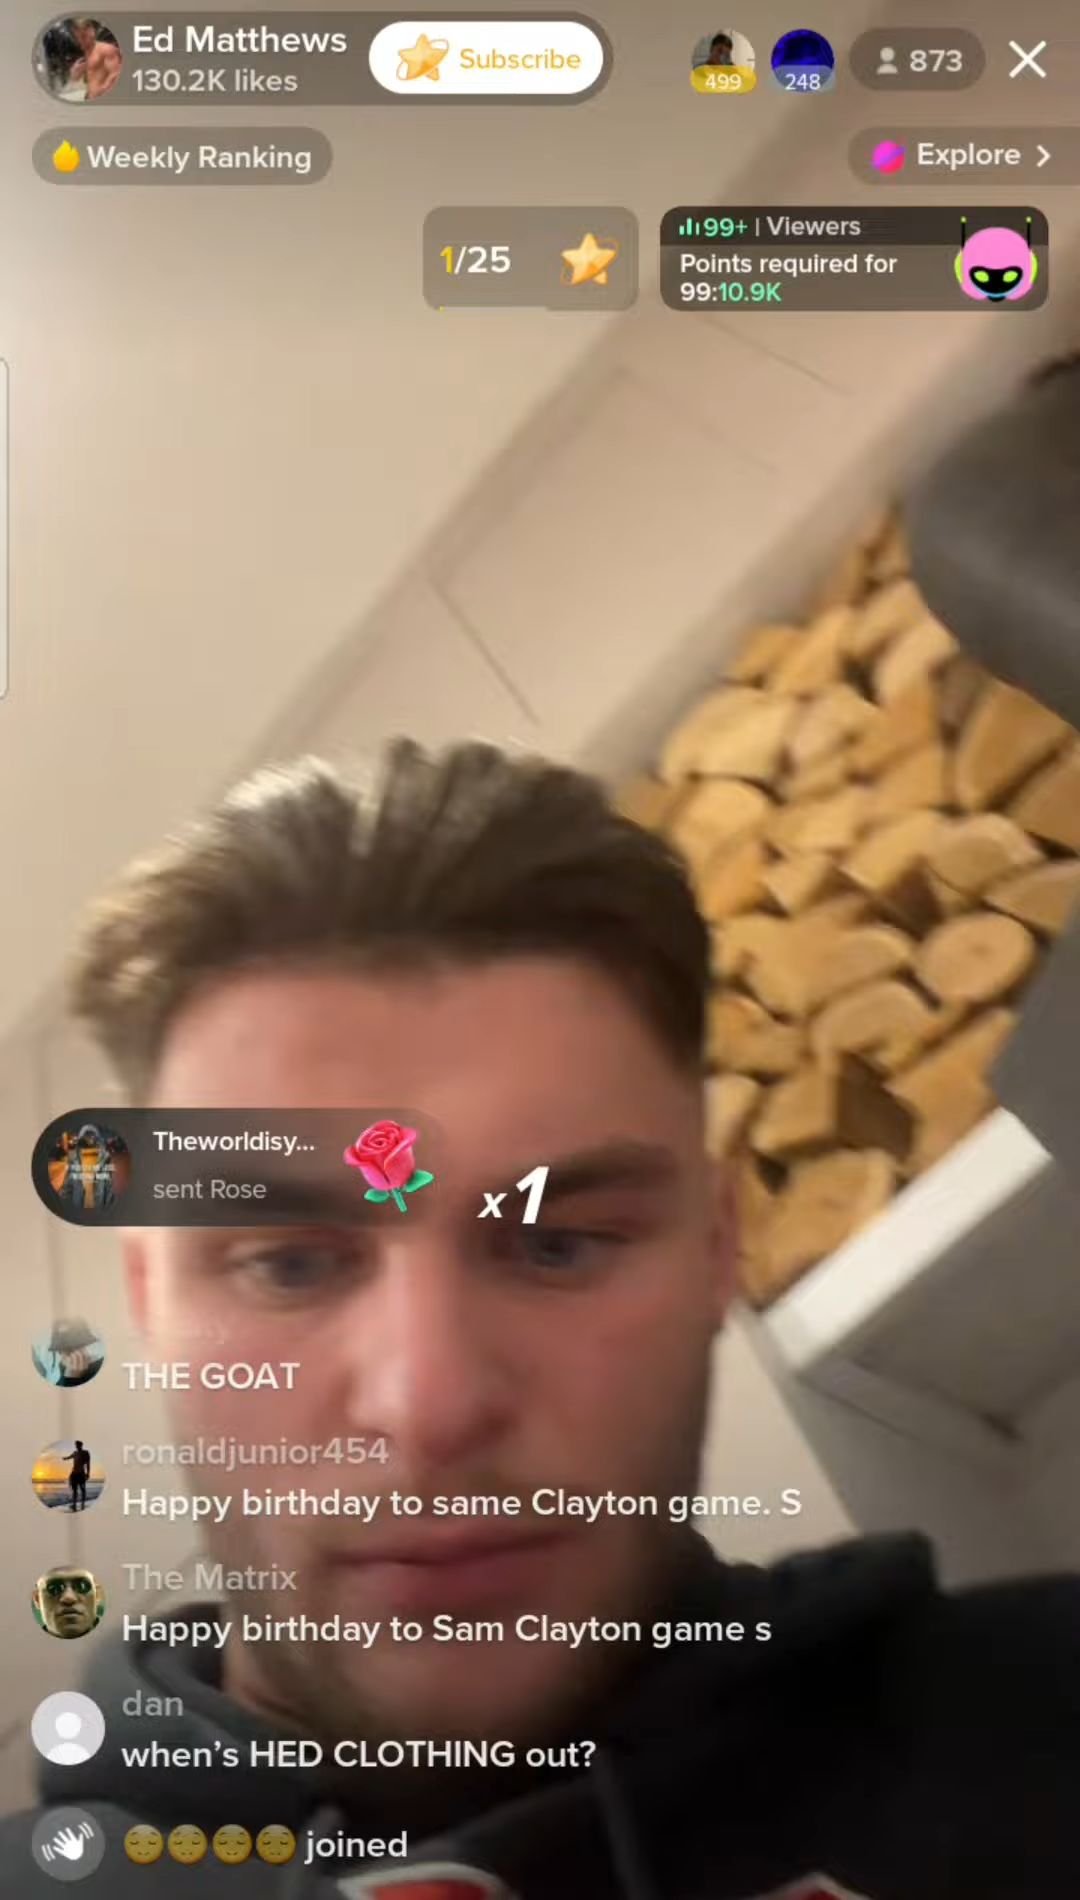 Ed Matthews
130.2K likes
Subscribe
499
248
873
Weekly Ranking
Explore
1/25
99+ | Viewers
Points required for
99:10.9K
Theworldisy...
sent Rose
x1
THE GOAT
ronaldjunior454
Happy birthday to same Clayton game. S
The Matrix
Happy birthday to Sam Clayton game s
dan
when's HED CLOTHING out?
😌😌😌😌 joined